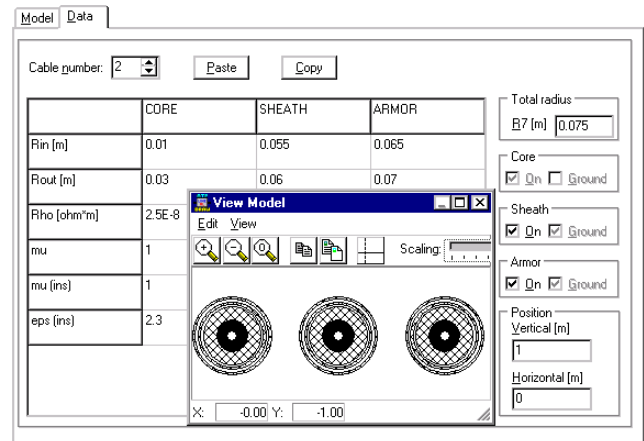 Model Data
Cable number: 2 Paste Copy
CORE SHEATH ARMOR
Rin [m] 0.01 0.055 0.065
Rout [m] 0.03 0.06 0.07
Rho [ohm*m] 2.5E-8
mu 1
mu (ins) 1
eps (ins) 2.3
View Model
Edit View
Scaling:
X: -0.00 Y: -1.00
Total radius
R7 [m] 0.075
Core
On Ground
Sheath
On Ground
Armor
On Ground
Position
Vertical [m]
1
Horizontal [m]
0